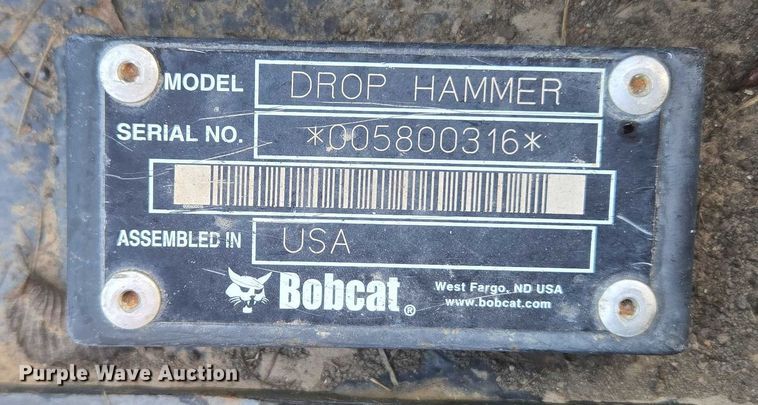 MODEL DROP HAMMER
SERIAL NO. *005800316*
ASSEMBLED IN USA
Bobcat®
West Fargo, ND USA
www.bobcat.com
Purple Wave Auction